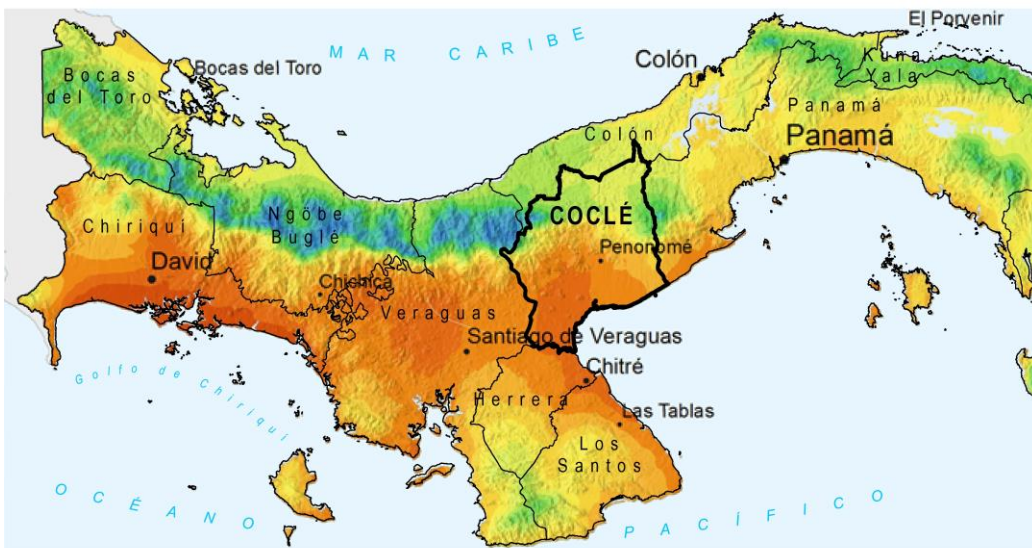 El Porvenir
MAR CARIBE
Colón
Kuna
Yala
Bocas
del Toro
Bocas del Toro
Panamá
Colón
Panamá
Ngöbe
Buglé
COCLÉ
Chiriquí
Penonomé
David
Chichica
Veraguas
Santiago de Veraguas
Chitré
Golfo de Chiriquí
Herrera
Las Tablas
Los
Santos
OCÉANO PACÍFICO